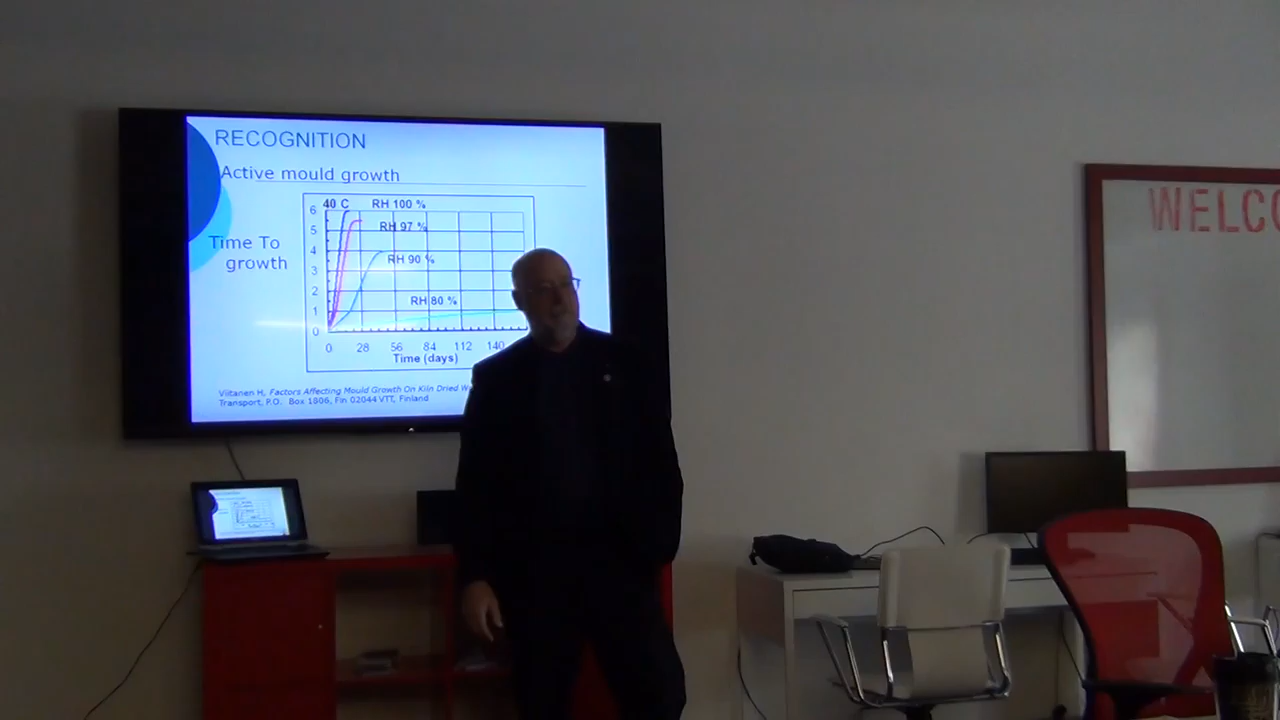 RECOGNITION
Active mould growth
Time To
growth
40 C RH 100 %
RH 97 %
RH 90 %
RH 80 %
6
5
4
3
2
1
0
0 28 56 84 112 140
Time (days)
Viitanen H, Factors Affecting Mould Growth On Kiln Dried
Transport, P.O. Box 1806, Fin 02044 VTT, Finland
WELCO